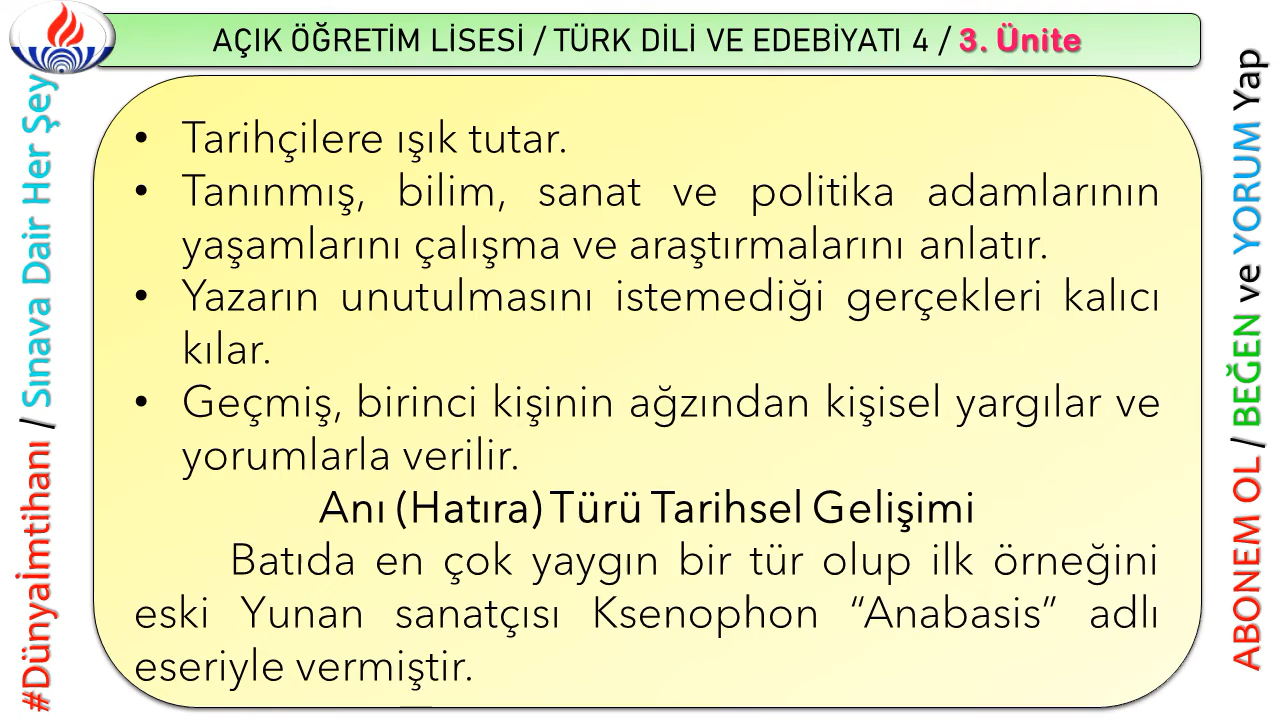 AÇIK ÖĞRETİM LİSESİ / TÜRK DİLİ VE EDEBİYATI 4 / 3. Ünite
#Dünyaİmtihanı / Sınava Dair Her Şey
• Tarihçilere ışık tutar.
• Tanınmış, bilim, sanat ve politika adamlarının
yaşamlarını çalışma ve araştırmalarını anlatır.
• Yazarın unutulmasını istemediği gerçekleri kalıcı
kılar.
• Geçmiş, birinci kişinin ağzından kişisel yargılar ve
yorumlarla verilir.
Anı (Hatıra) Türü Tarihsel Gelişimi
Batıda en çok yaygın bir tür olup ilk örneğini
eski Yunan sanatçısı Ksenophon “Anabasis” adlı
eseriyle vermiştir.
ABONEM OL / BEĞEN ve YORUM Yap